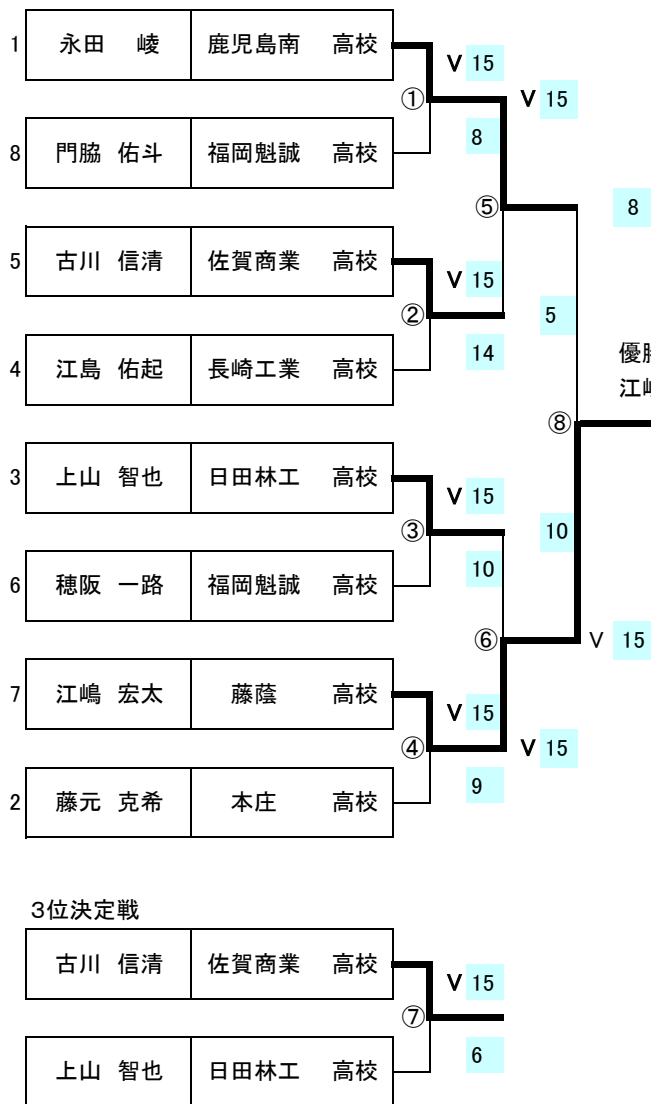 1 永田 崚 鹿児島南 高校
V 15
① V 15
8
8 門脇 佑斗 福岡魁誠 高校
⑤ 8
5 古川 信清 佐賀商業 高校
V 15
② 5
14
4 江島 佑起 長崎工業 高校
優勝
江嶋
⑧
3 上山 智也 日田林工 高校
V 15
③ 10
10
6 穂阪 一路 福岡魁誠 高校
⑥ V 15
7 江嶋 宏太 藤蔭 高校
V 15
④ V 15
9
2 藤元 克希 本庄 高校
3位決定戦
古川 信清 佐賀商業 高校
V 15
⑦
6
上山 智也 日田林工 高校